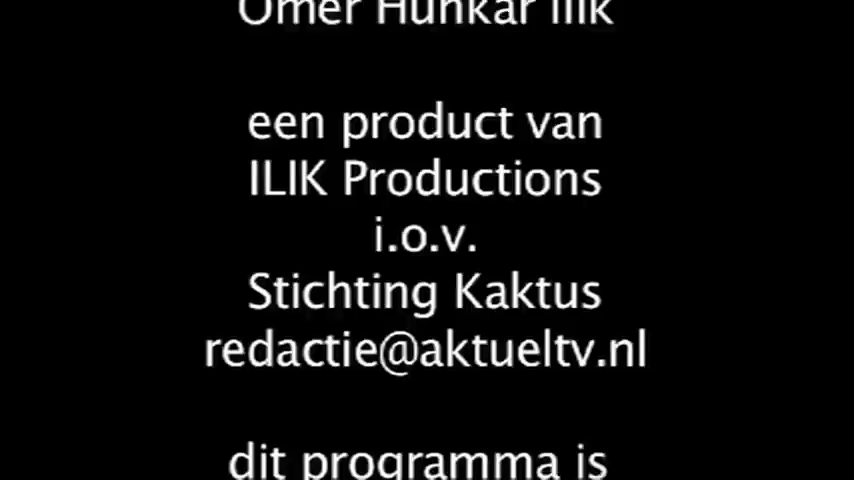 Omer Hunkar Ilik
een product van
ILIK Productions
i.o.v.
Stichting Kaktus
redactie@aktueltv.nl
dit programma is